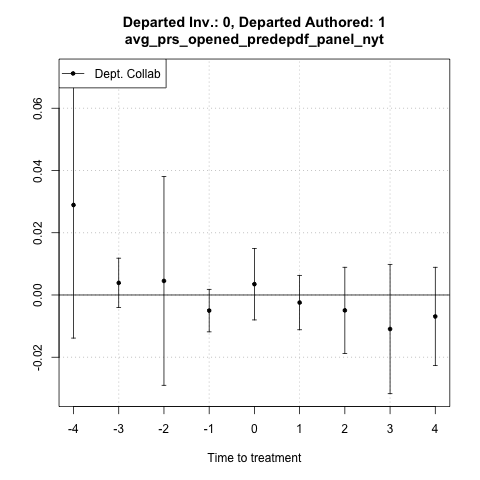 Departed Inv.: 0, Departed Authored: 1
avg_prs_opened_predepdf_panel_nyt
Dept. Collab
0.06
0.04
0.02
0.00
-0.02
-4 -3 -2 -1 0 1 2 3 4
Time to treatment